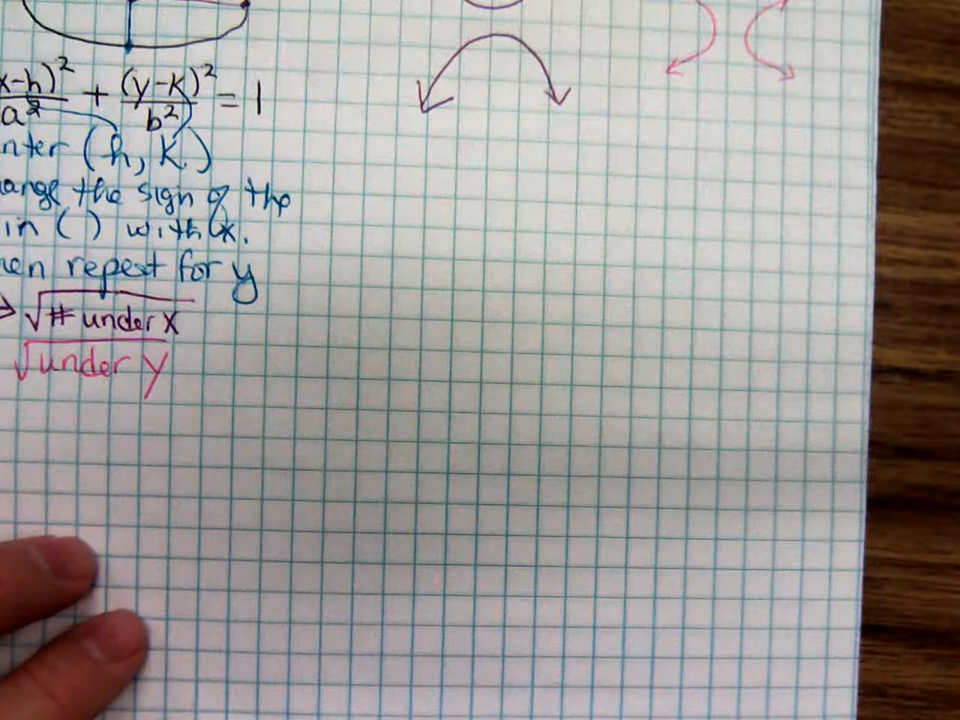 x-h)²/a² + (y-k)²/b² = 1
nter (h, k)
ange the sign of the
in ( ) with x.
en repeat for y
→ √# under x
√under y